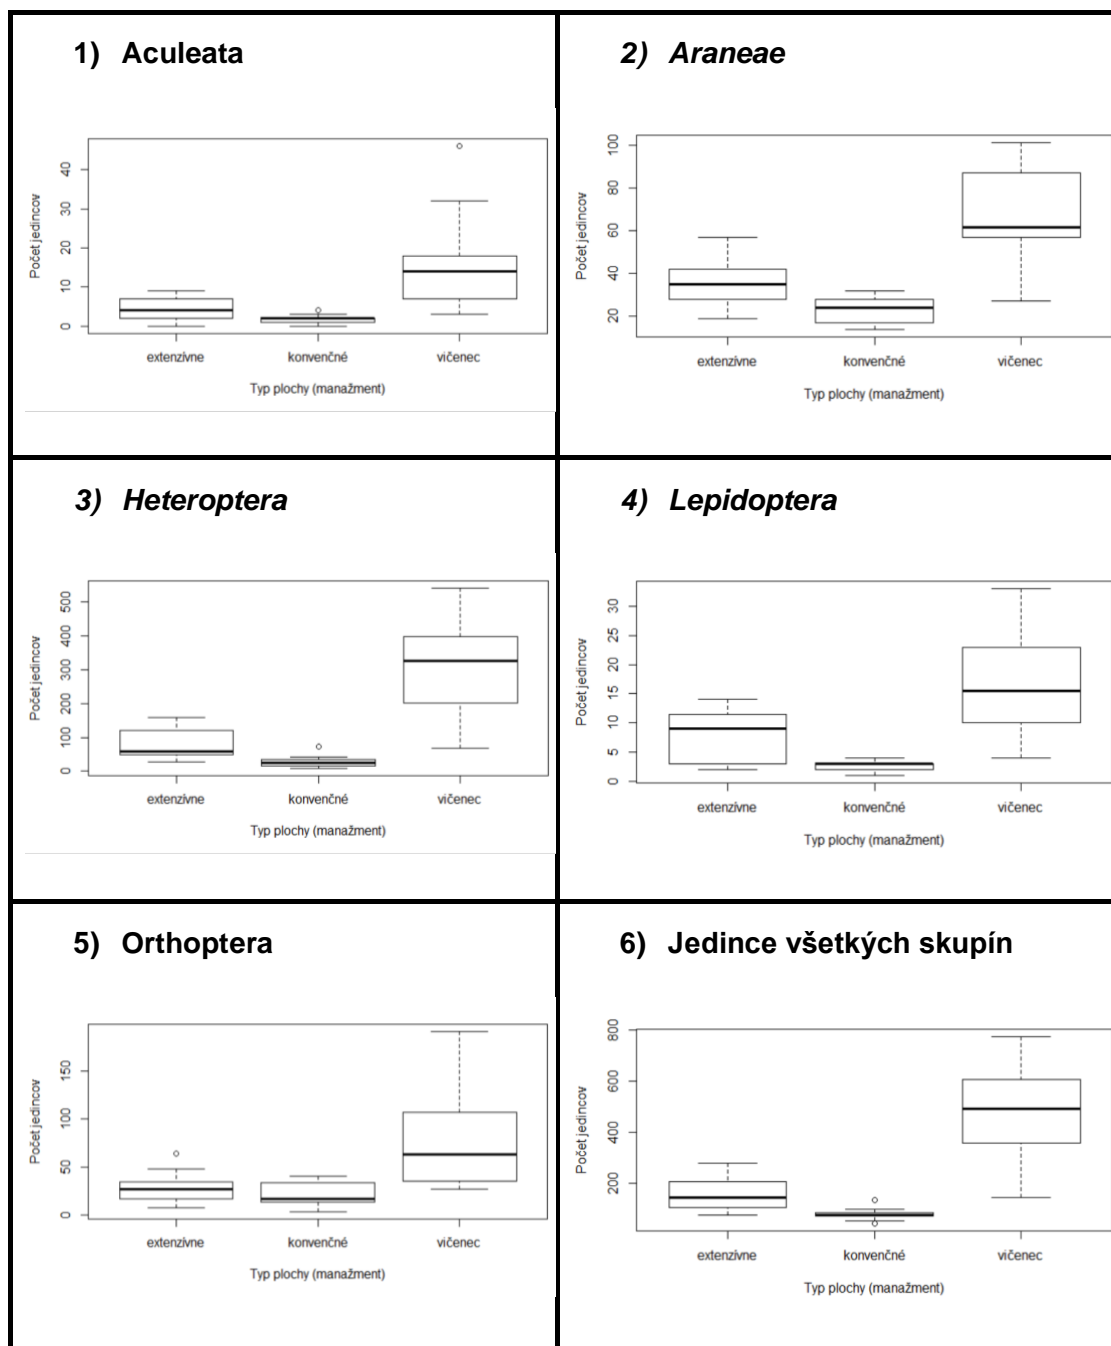 1) Aculeata
Počet jedincov
0 10 20 30 40
extenzívne konvenčné vičenec
Typ plochy (manažment)
2) Araneae
Počet jedincov
20 40 60 80 100
extenzívne konvenčné vičenec
Typ plochy (manažment)
3) Heteroptera
Počet jedincov
0 100 200 300 400 500
extenzívne konvenčné vičenec
Typ plochy (manažment)
4) Lepidoptera
Počet jedincov
0 5 10 15 20 25 30
extenzívne konvenčné vičenec
Typ plochy (manažment)
5) Orthoptera
Počet jedincov
0 50 100 150
extenzívne konvenčné vičenec
Typ plochy (manažment)
6) Jedince všetkých skupín
Počet jedincov
200 400 600 800
extenzívne konvenčné vičenec
Typ plochy (manažment)